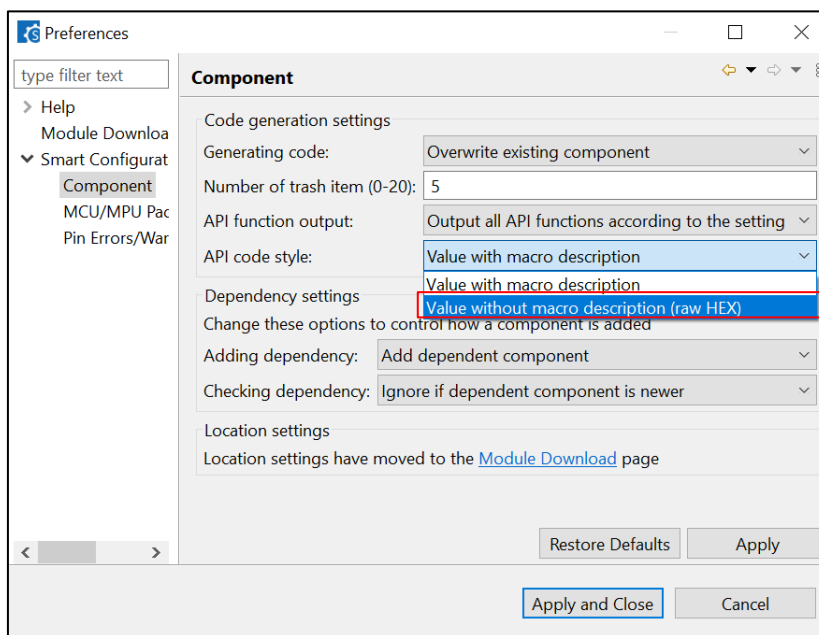 Preferences
type filter text
Help
Module Downloa
Smart Configurat
Component
MCU/MPU Pac
Pin Errors/War
Component
Code generation settings
Generating code: Overwrite existing component
Number of trash item (0-20): 5
API function output: Output all API functions according to the setting
API code style: Value with macro description
Value with macro description
Value without macro description (raw HEX)
Dependency settings
Change these options to control how a component is added
Adding dependency: Add dependent component
Checking dependency: Ignore if dependent component is newer
Location settings
Location settings have moved to the Module Download page
Restore Defaults Apply
Apply and Close Cancel